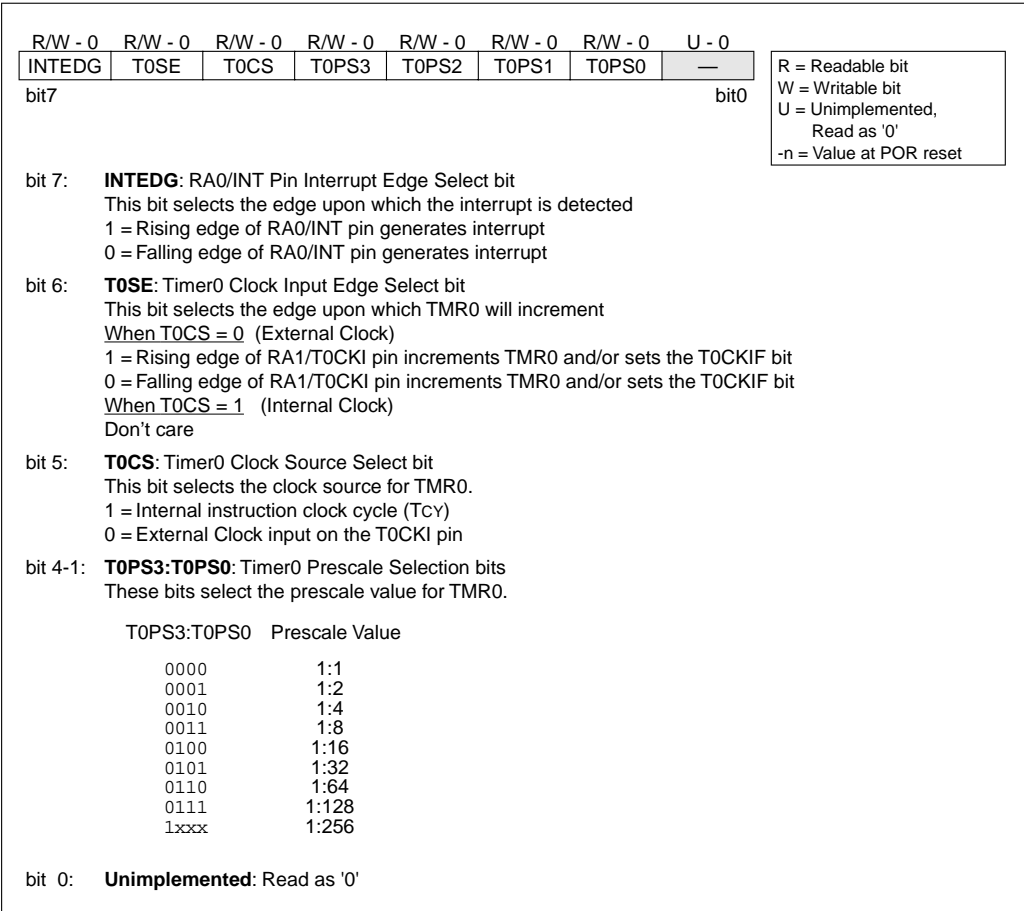 R/W - 0 R/W - 0 R/W - 0 R/W - 0 R/W - 0 R/W - 0 R/W - 0 U - 0
INTEDG T0SE T0CS T0PS3 T0PS2 T0PS1 T0PS0 —
bit7 bit0
R = Readable bit
W = Writable bit
U = Unimplemented,
Read as '0'
-n = Value at POR reset
bit 7: INTEDG: RA0/INT Pin Interrupt Edge Select bit
This bit selects the edge upon which the interrupt is detected
1 = Rising edge of RA0/INT pin generates interrupt
0 = Falling edge of RA0/INT pin generates interrupt
bit 6: T0SE: Timer0 Clock Input Edge Select bit
This bit selects the edge upon which TMR0 will increment
When T0CS = 0 (External Clock)
1 = Rising edge of RA1/T0CKI pin increments TMR0 and/or sets the T0CKIF bit
0 = Falling edge of RA1/T0CKI pin increments TMR0 and/or sets the T0CKIF bit
When T0CS = 1 (Internal Clock)
Don't care
bit 5: T0CS: Timer0 Clock Source Select bit
This bit selects the clock source for TMR0.
1 = Internal instruction clock cycle (TCY)
0 = External Clock input on the T0CKI pin
bit 4-1: T0PS3:T0PS0: Timer0 Prescale Selection bits
These bits select the prescale value for TMR0.
T0PS3:T0PS0 Prescale Value
0000 1:1
0001 1:2
0010 1:4
0011 1:8
0100 1:16
0101 1:32
0110 1:64
0111 1:128
1xxx 1:256
bit 0: Unimplemented: Read as '0'